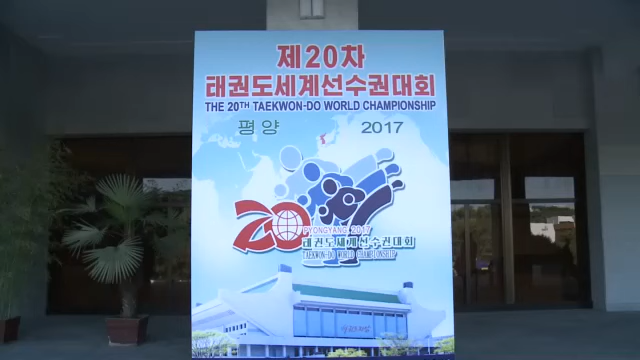 제20차
태권도세계선수권대회
THE 20TH TAEKWON-DO WORLD CHAMPIONSHIP
평양 2017
20
PYONGYANG, 2017
태권도세계선수권대회
TAEKWON-DO WORLD CHAMPIONSHIP